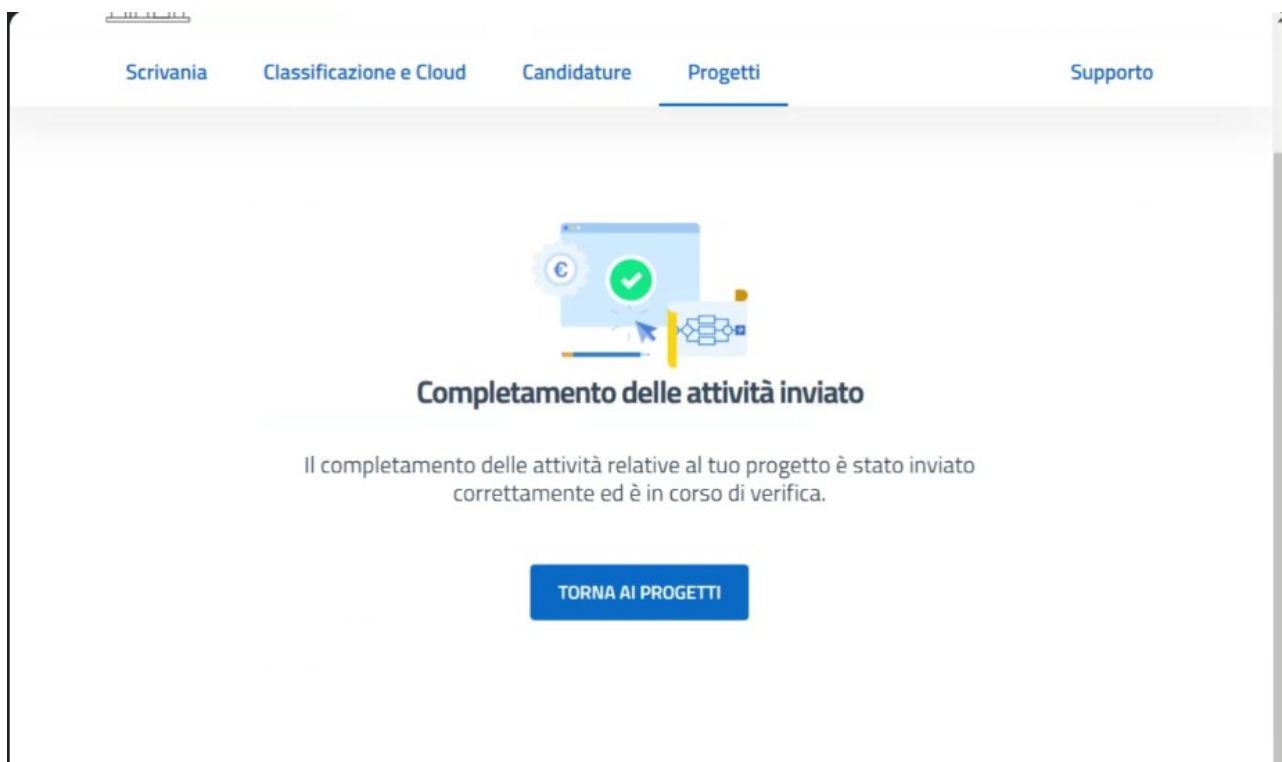 Scrivania Classificazione e Cloud Candidature Progetti Supporto
€
Completamento delle attività inviato
Il completamento delle attività relative al tuo progetto è stato inviato
correttamente ed è in corso di verifica.
TORNA AI PROGETTI